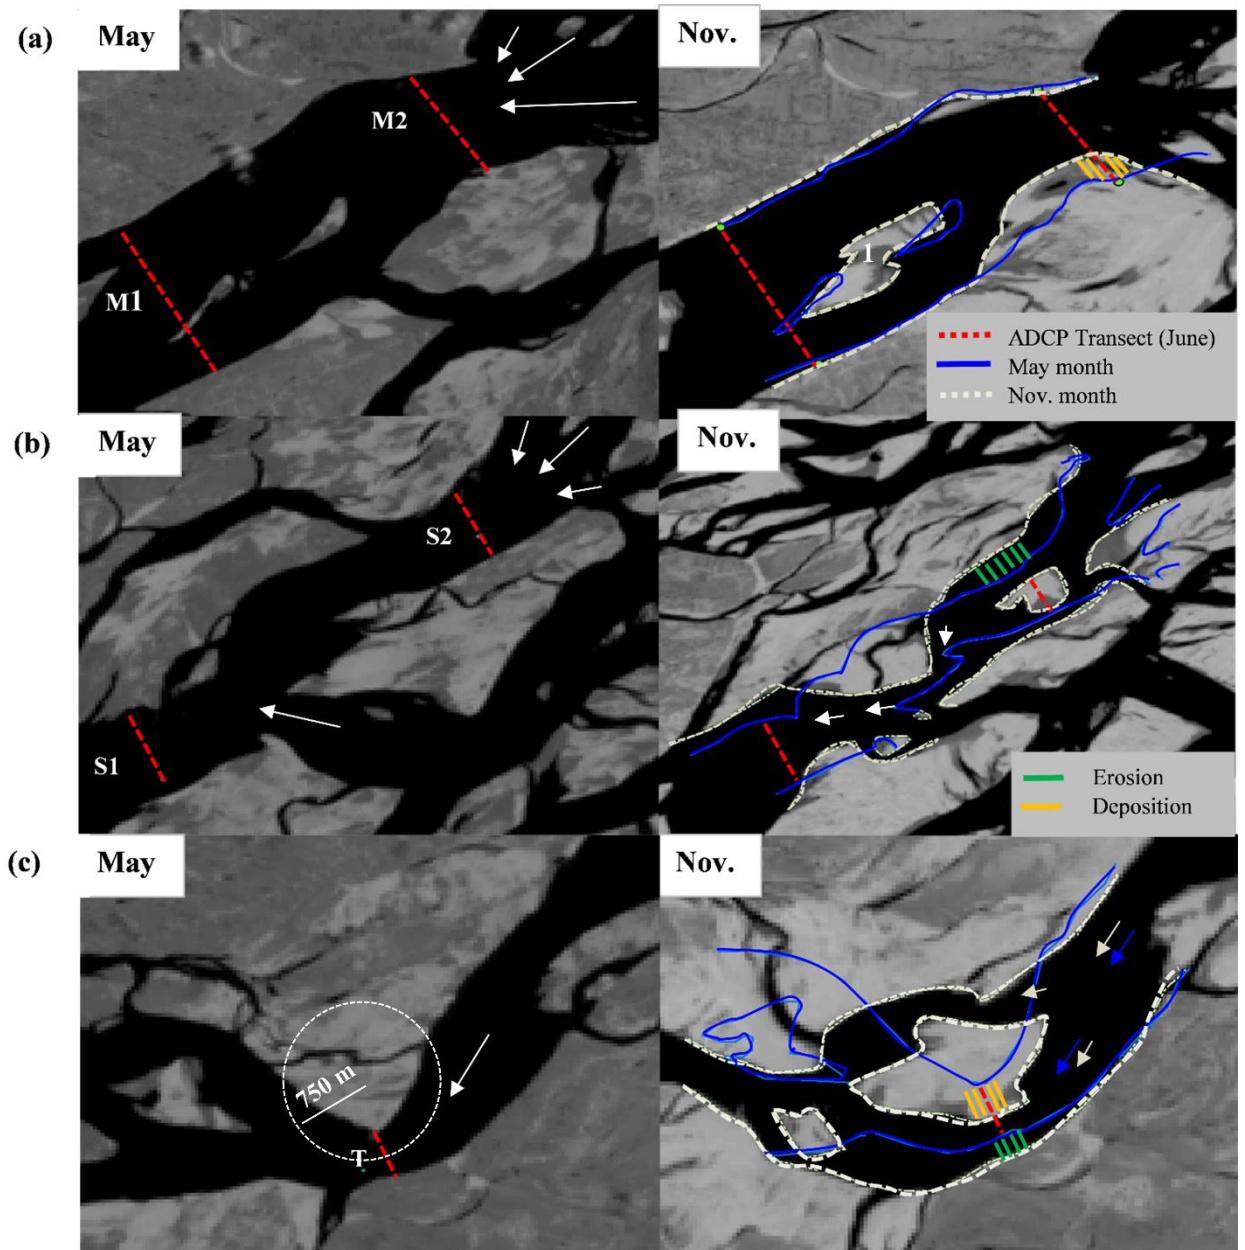 (a)
May
Nov.
M2
M1
1
ADCP Transect (June)
May month
Nov. month
(b)
May
Nov.
S2
S1
Erosion
Deposition
(c)
May
Nov.
750 m
T